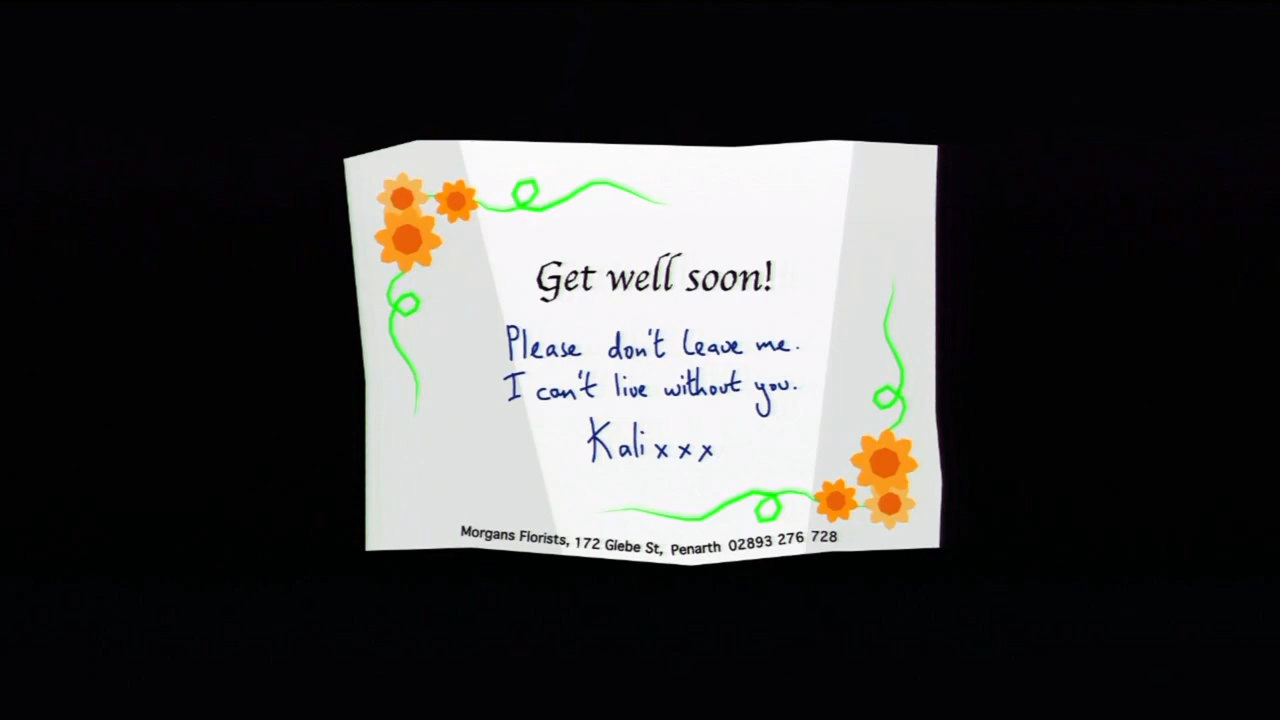 Get well soon!
Please don't leave me.
I can't live without you.
Kali x x x
Morgans Florists, 172 Glebe St, Penarth 02893 276 728